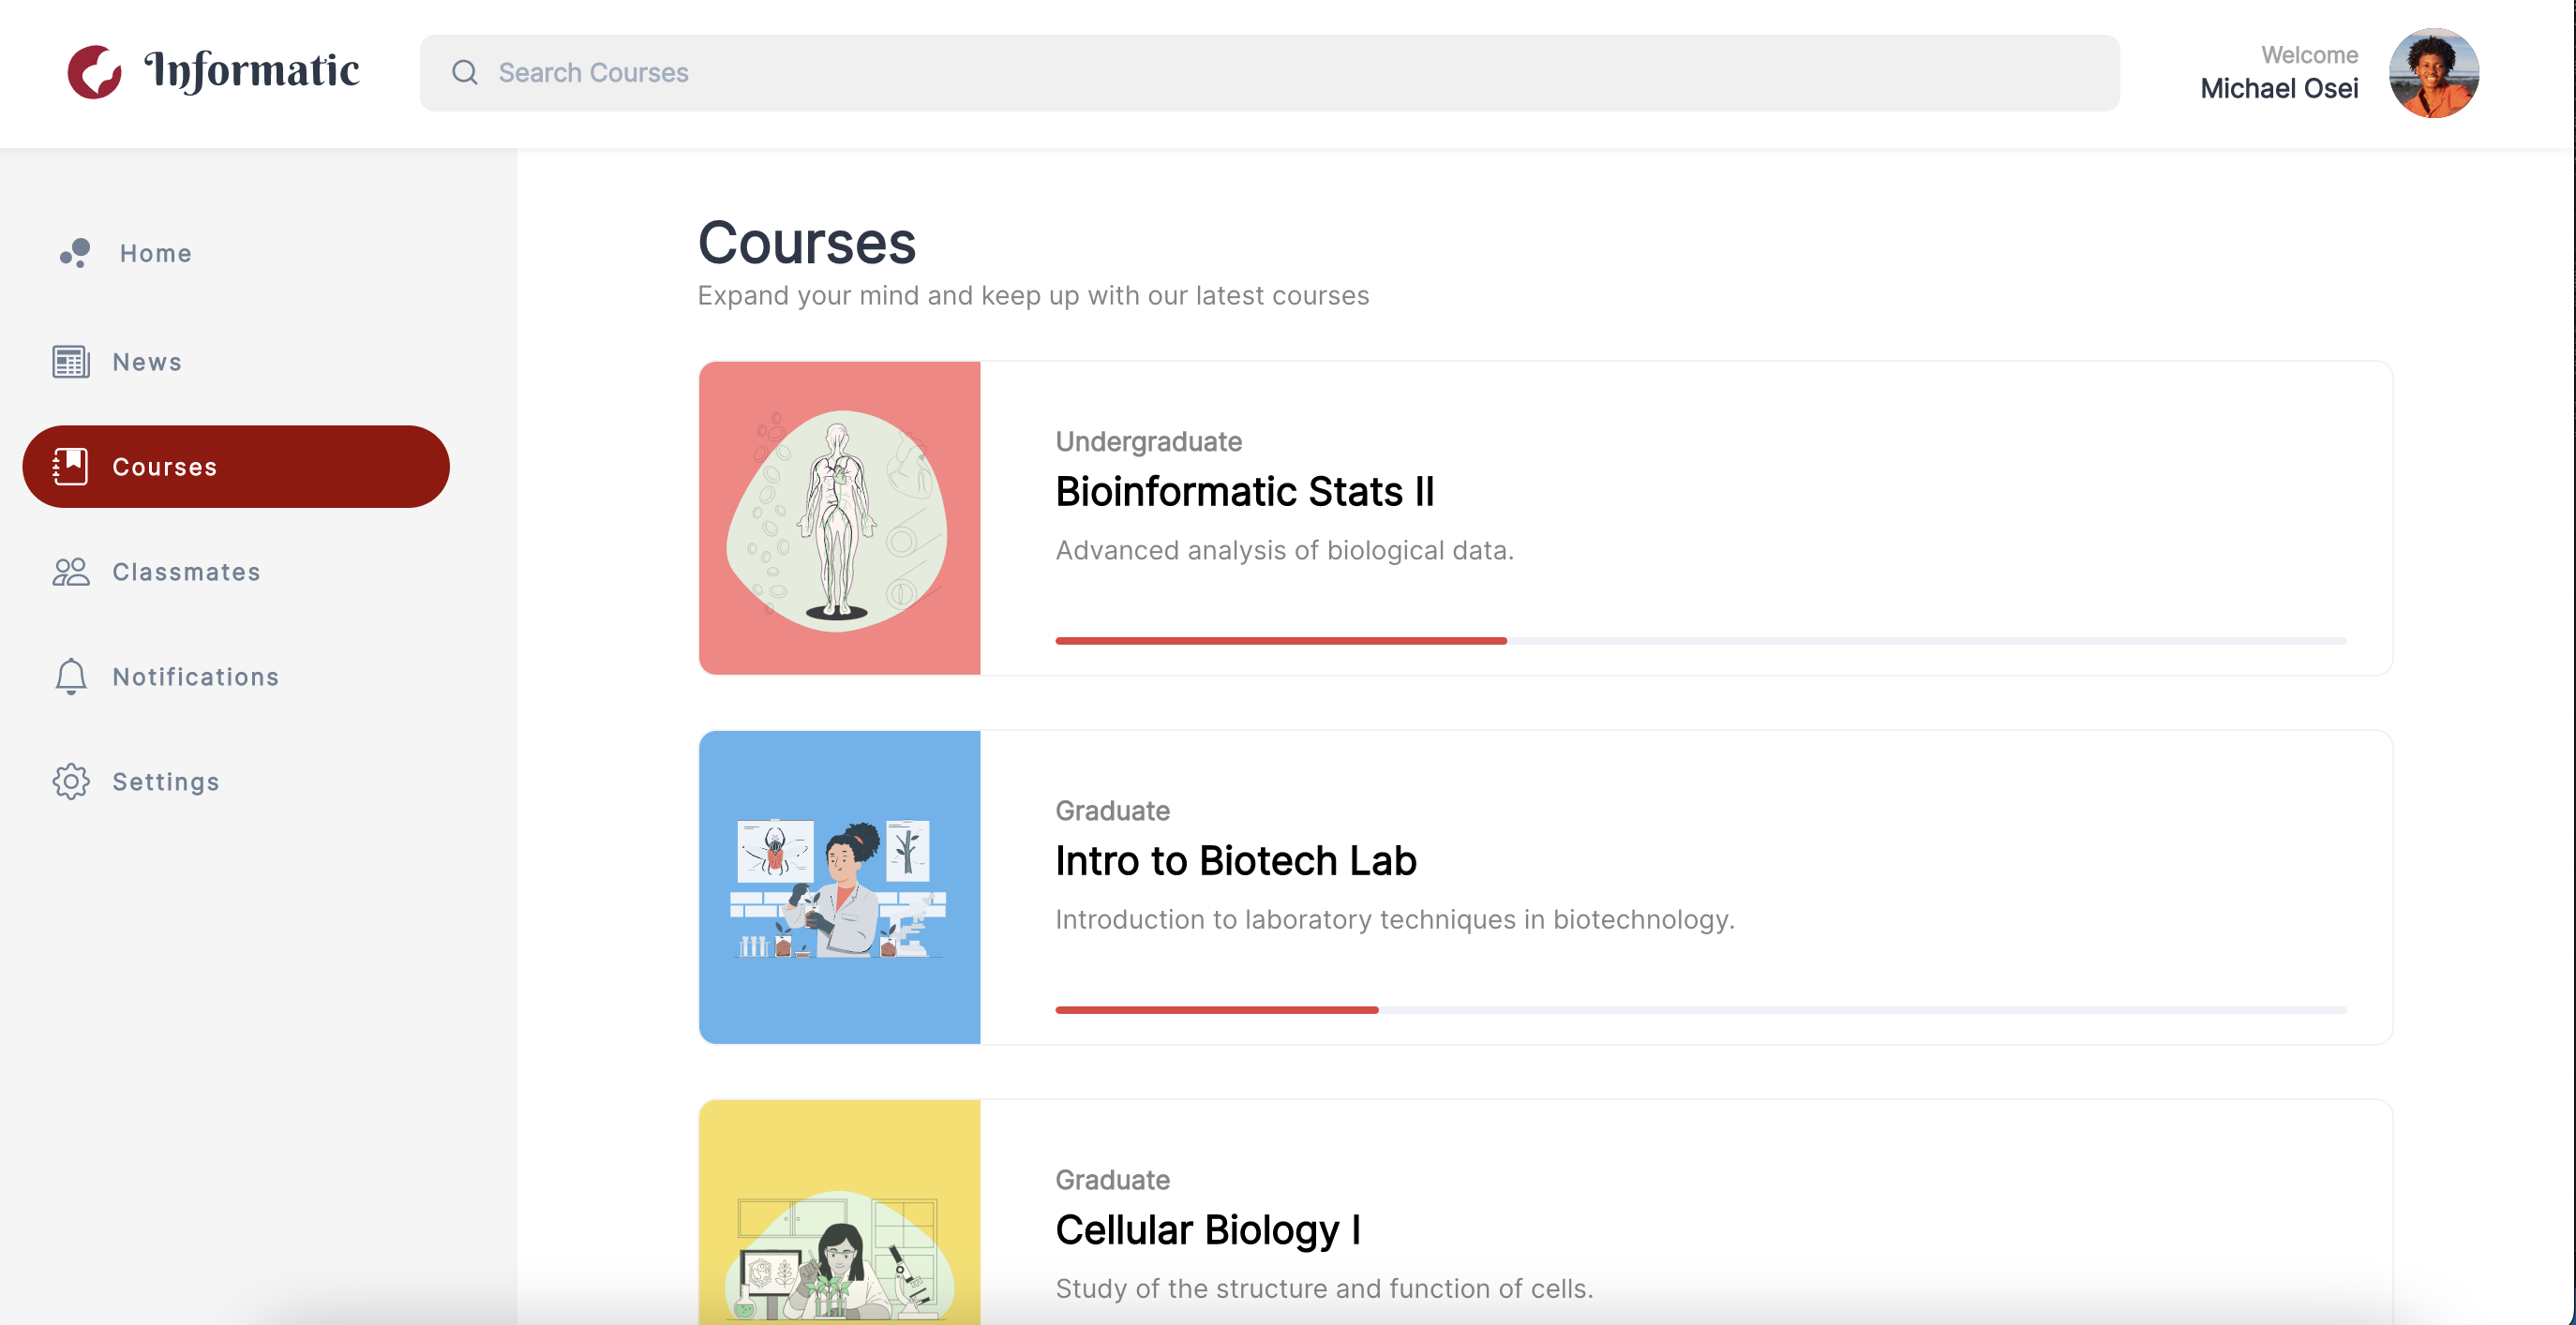 Informatic
Search Courses
Welcome
Michael Osei
Home
News
Courses
Classmates
Notifications
Settings
Courses
Expand your mind and keep up with our latest courses
Undergraduate
Bioinformatic Stats II
Advanced analysis of biological data.
Graduate
Intro to Biotech Lab
Introduction to laboratory techniques in biotechnology.
Graduate
Cellular Biology I
Study of the structure and function of cells.